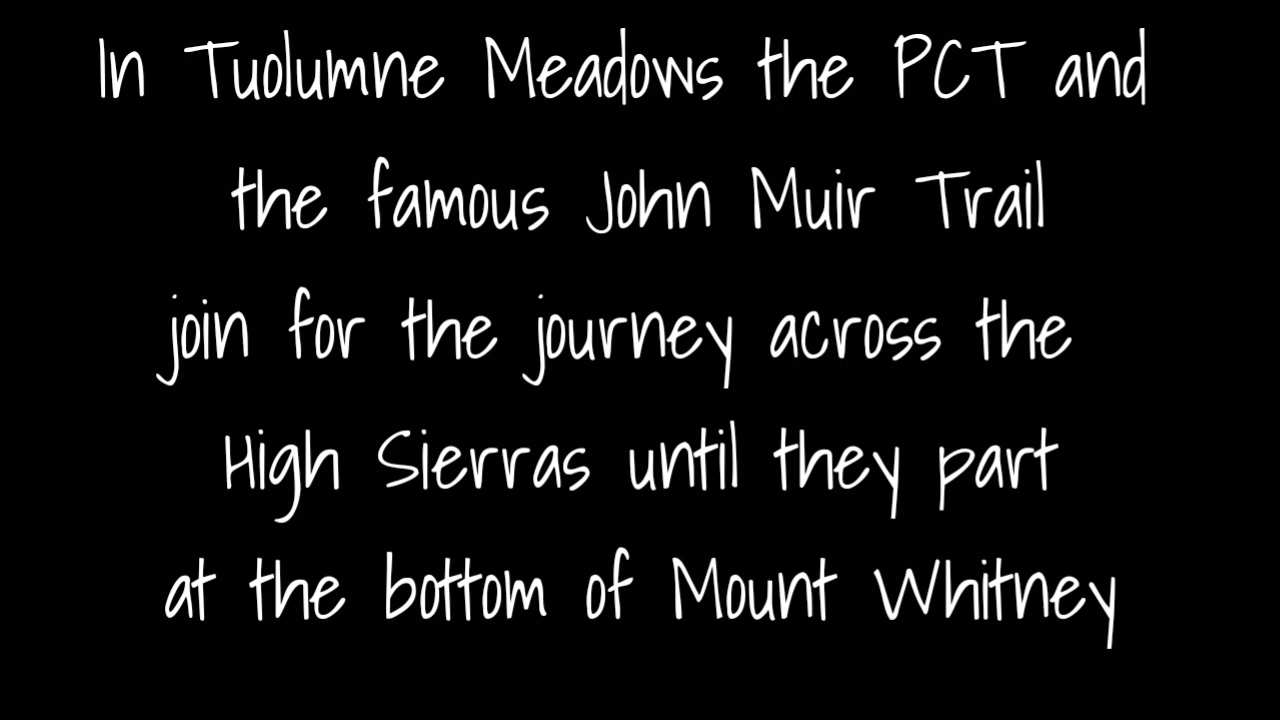 In Tuolumne Meadows the PCT and
the famous John Muir Trail
join for the journey across the
High Sierras until they part
at the bottom of Mount Whitney